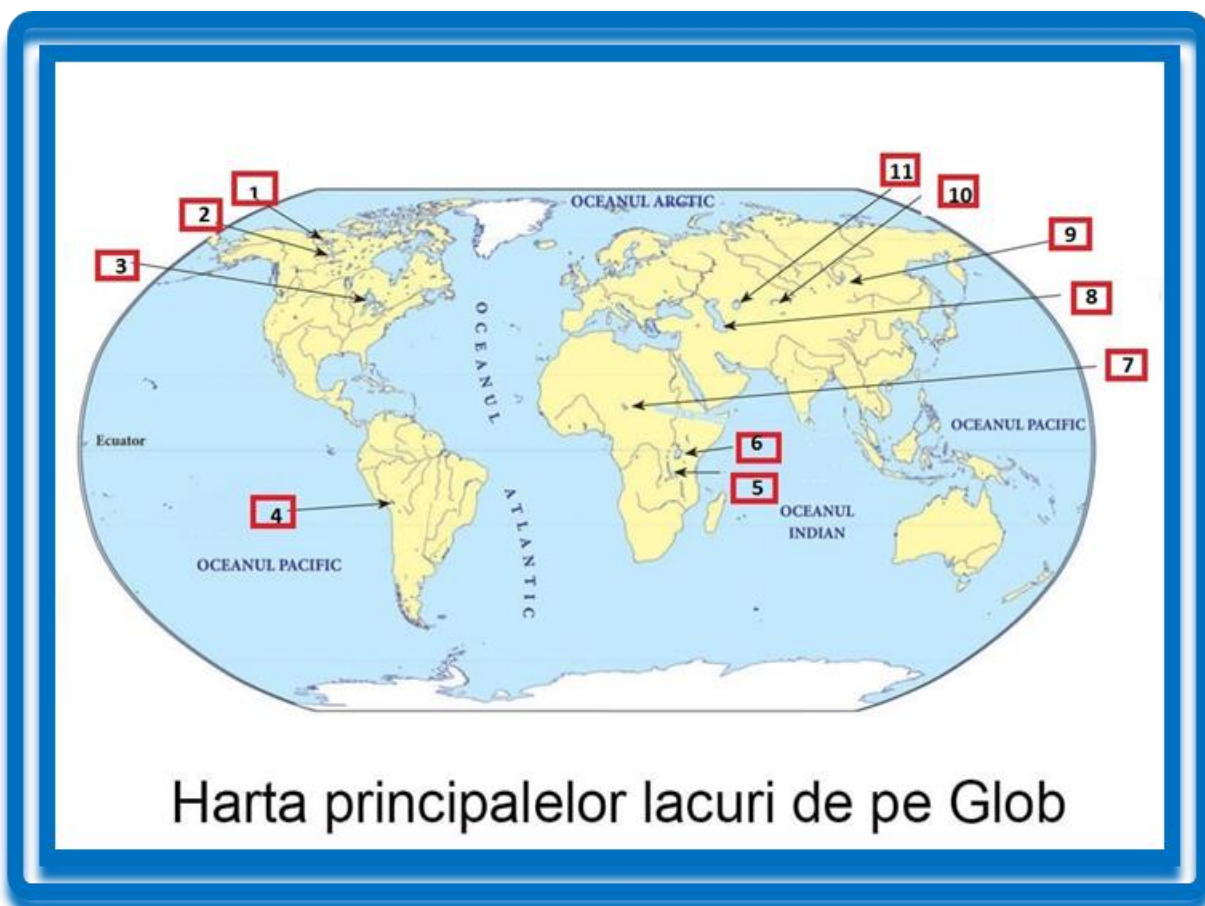 11
1
OCEANUL ARCTIC
10
2
9
3
8
OCEANUL
7
Ecuator
OCEANUL PACIFIC
6
5
4
ATLANTIC
OCEANUL
INDIAN
OCEANUL PACIFIC
Harta principalelor lacuri de pe Glob